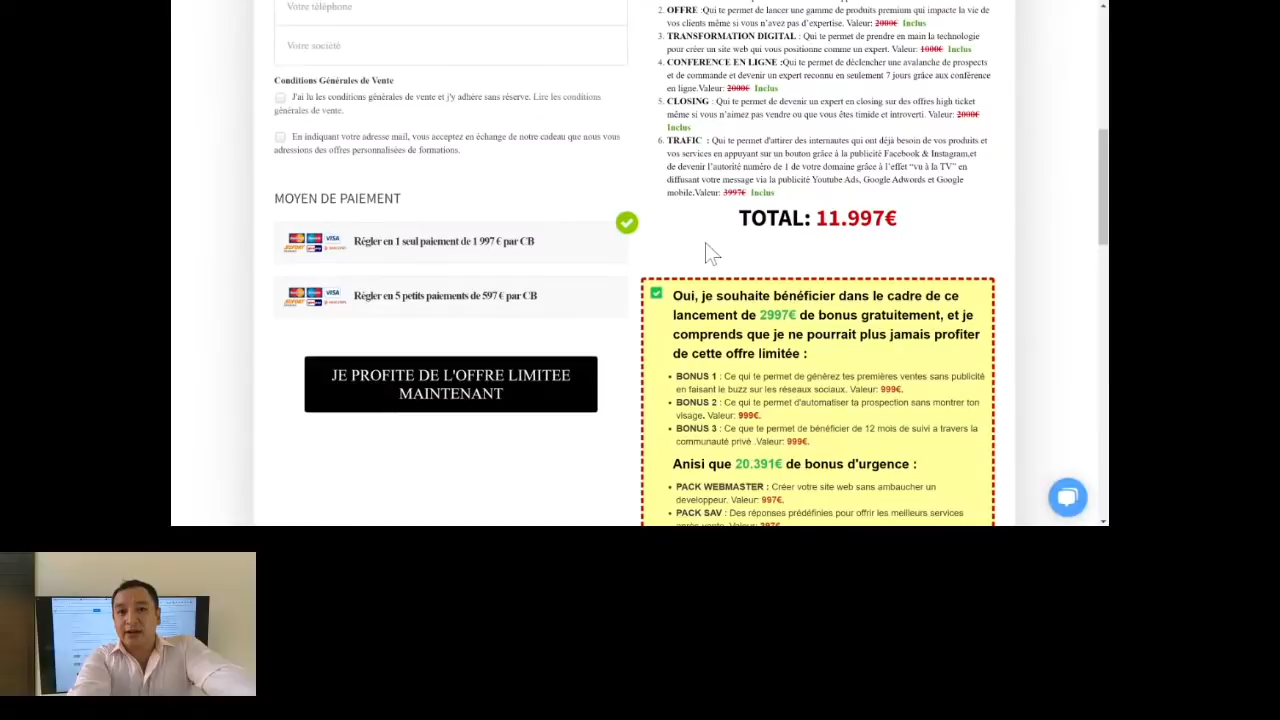 Votre téléphone
Votre société
Conditions Générales de Vente
J'ai lu les conditions générales de vente et j'y adhère sans réserve. Lire les conditions
générales de vente.
En indiquant votre adresse mail, vous acceptez en échange de notre cadeau que nous vous
adressions des offres personnalisées de formations.
MOYEN DE PAIEMENT
VISA
Régler en 1 seul paiement de 1 997 € par CB
VISA
Régler en 5 petits paiements de 597 € par CB
JE PROFITE DE L'OFFRE LIMITEE
MAINTENANT
2. OFFRE :Qui te permet de lancer une gamme de produits premium qui impacte la vie de
vos clients même si vous n'avez pas d'expertise. Valeur: 2000€ Inclus
3. TRANSFORMATION DIGITAL : Qui te permet de prendre en main la technologie
pour créer un site web qui vous positionne comme un expert. Valeur: 1000€ Inclus
4. CONFERENCE EN LIGNE :Qui te permet de déclencher une avalanche de prospects
et de commande et devenir un expert reconnu en seulement 7 jours grâce aux conférence
en ligne.Valeur: 2000€ Inclus
5. CLOSING : Qui te permet de devenir un expert en closing sur des offres high ticket
même si vous n'aimez pas vendre ou que vous êtes timide et introverti. Valeur: 2000€
Inclus
6. TRAFIC : Qui te permet d'attirer des internautes qui ont déjà besoin de vos produits et
vos services en appuyant sur un bouton grâce à la publicité Facebook & Instagram,et
de devenir l'autorité numéro de 1 de votre domaine grâce à l'effet “vu à la TV” en
diffusant votre message via la publicité Youtube Ads, Google Adwords et Google
mobile.Valeur: 3997€ Inclus
TOTAL: 11.997€
Oui, je souhaite bénéficier dans le cadre de ce
lancement de 2997€ de bonus gratuitement, et je
comprends que je ne pourrait plus jamais profiter
de cette offre limitée :
• BONUS 1 : Ce qui te permet de générez tes premières ventes sans publicité
en faisant le buzz sur les réseaux sociaux. Valeur: 999€.
• BONUS 2 : Ce qui te permet d'automatiser ta prospection sans montrer ton
visage. Valeur: 999€.
• BONUS 3 : Ce que te permet de bénéficier de 12 mois de suivi a travers la
communauté privé .Valeur: 999€.
Anisi que 20.391€ de bonus d'urgence :
• PACK WEBMASTER : Créer votre site web sans ambaucher un
developpeur. Valeur: 997€.
• PACK SAV : Des réponses prédéfinies pour offrir les meilleurs services
après vente. Valeur: 397€.